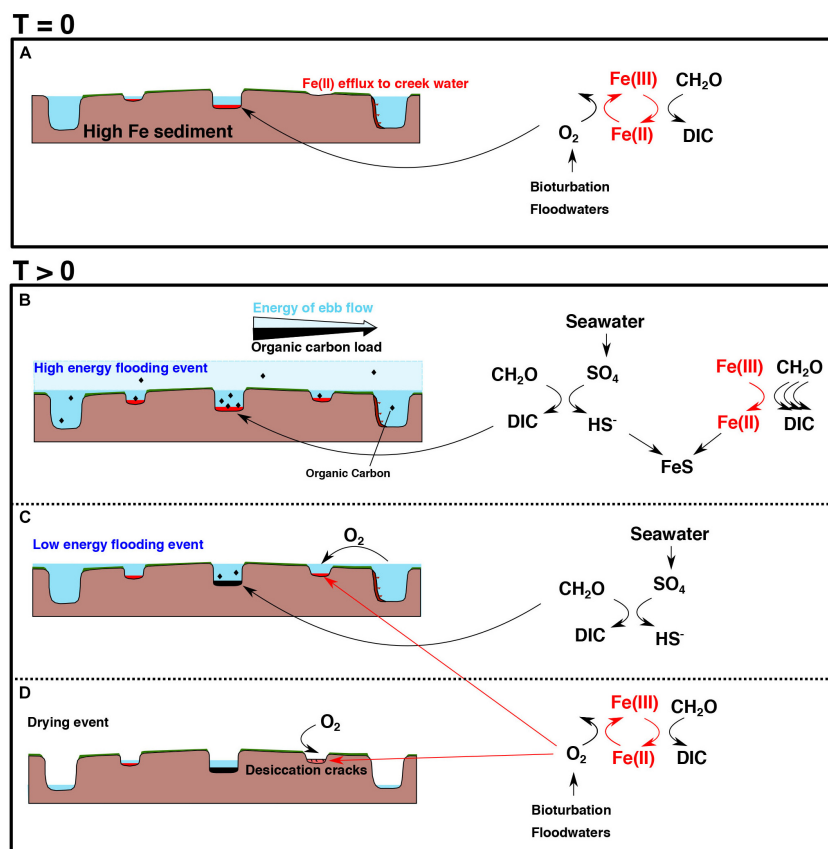 T = 0
A
Fe(II) efflux to creek water
High Fe sediment
Fe(III)
CH2O
O2
Fe(II)
DIC
Bioturbation
Floodwaters
T > 0
B
Energy of ebb flow
Organic carbon load
High energy flooding event
Organic Carbon
Seawater
CH2O
SO4
DIC
HS-
Fe(III)
CH2O
Fe(II)
DIC
FeS
C
Low energy flooding event
O2
Seawater
CH2O
SO4
DIC
HS-
D
Drying event
O2
Desiccation cracks
Fe(III)
CH2O
O2
Fe(II)
DIC
Bioturbation
Floodwaters